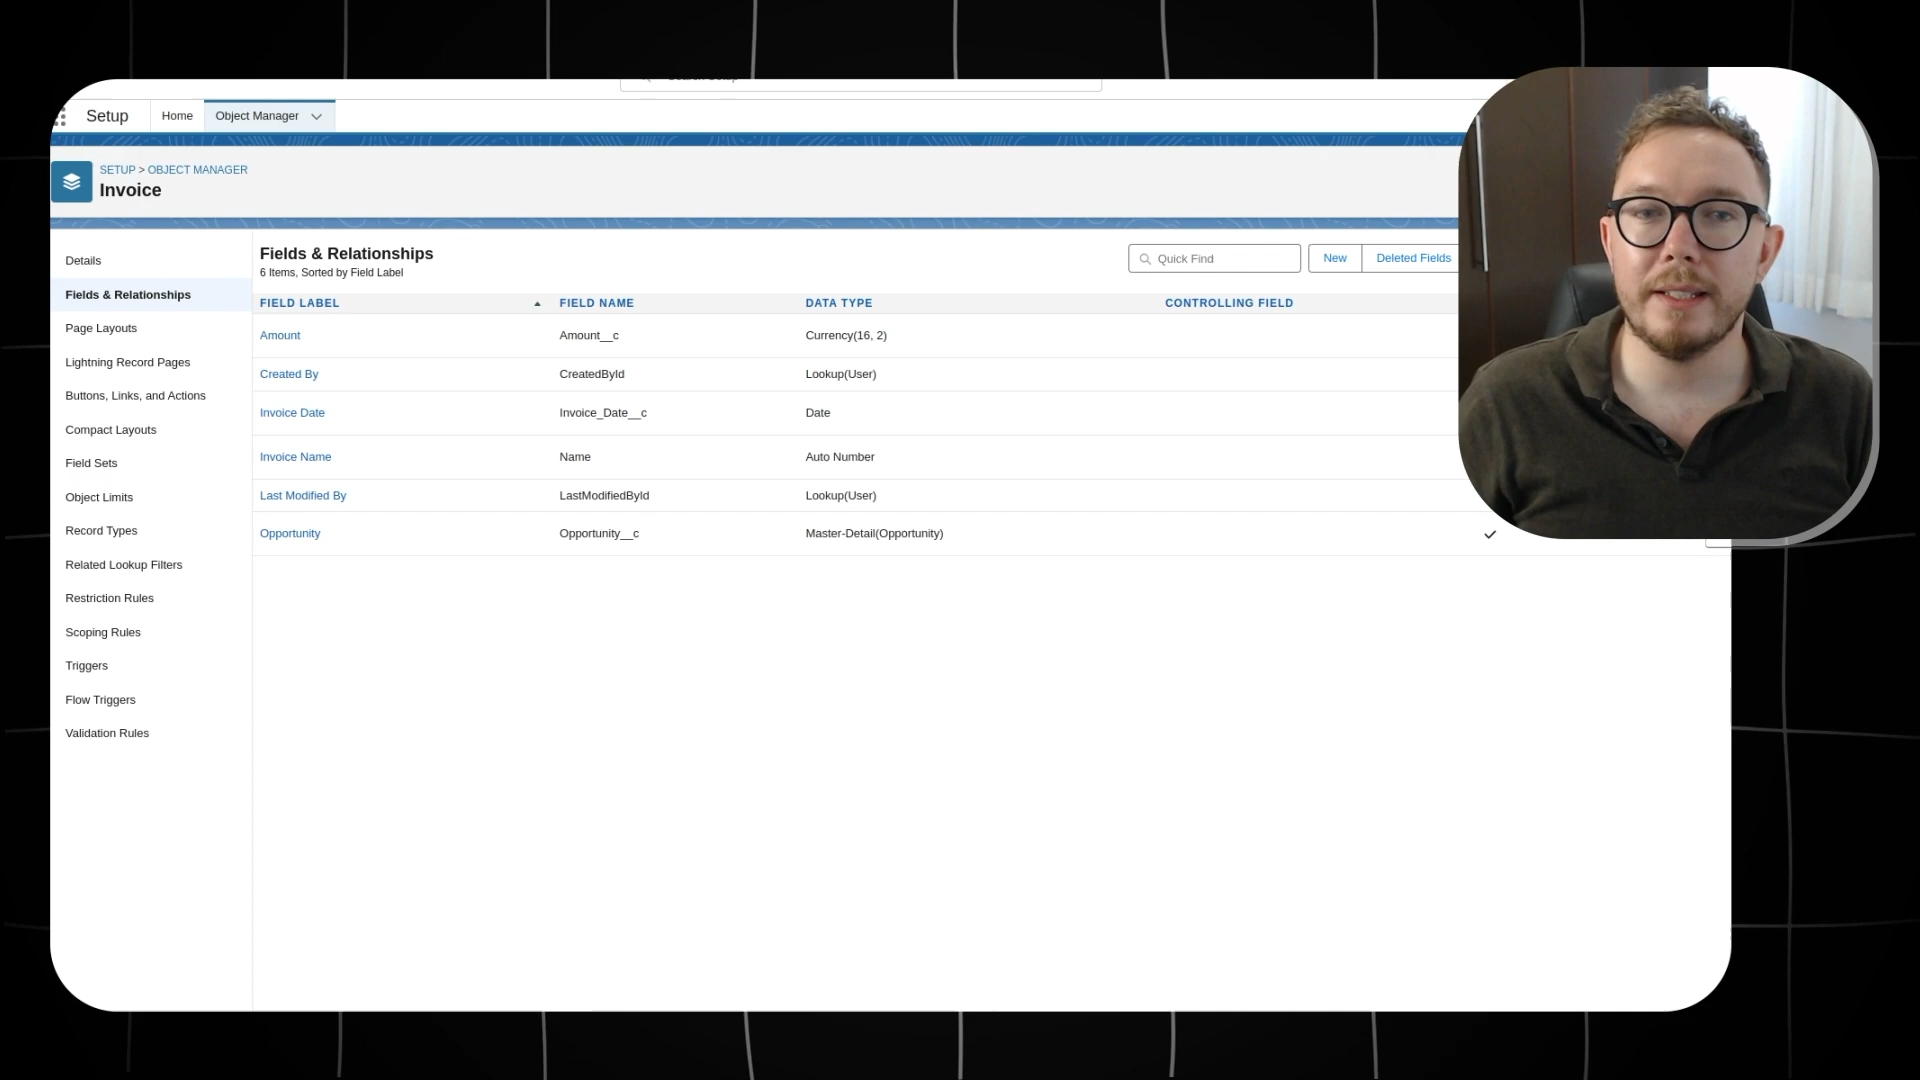 Setup
Home
Object Manager
SETUP > OBJECT MANAGER
Invoice
Details
Fields & Relationships
Page Layouts
Lightning Record Pages
Buttons, Links, and Actions
Compact Layouts
Field Sets
Object Limits
Record Types
Related Lookup Filters
Restriction Rules
Scoping Rules
Triggers
Flow Triggers
Validation Rules
Fields & Relationships
6 Items, Sorted by Field Label
Quick Find
New
Deleted Fields
FIELD LABEL FIELD NAME DATA TYPE CONTROLLING FIELD
Amount Amount__c Currency(16, 2)
Created By CreatedById Lookup(User)
Invoice Date Invoice_Date__c Date
Invoice Name Name Auto Number
Last Modified By LastModifiedById Lookup(User)
Opportunity Opportunity__c Master-Detail(Opportunity)